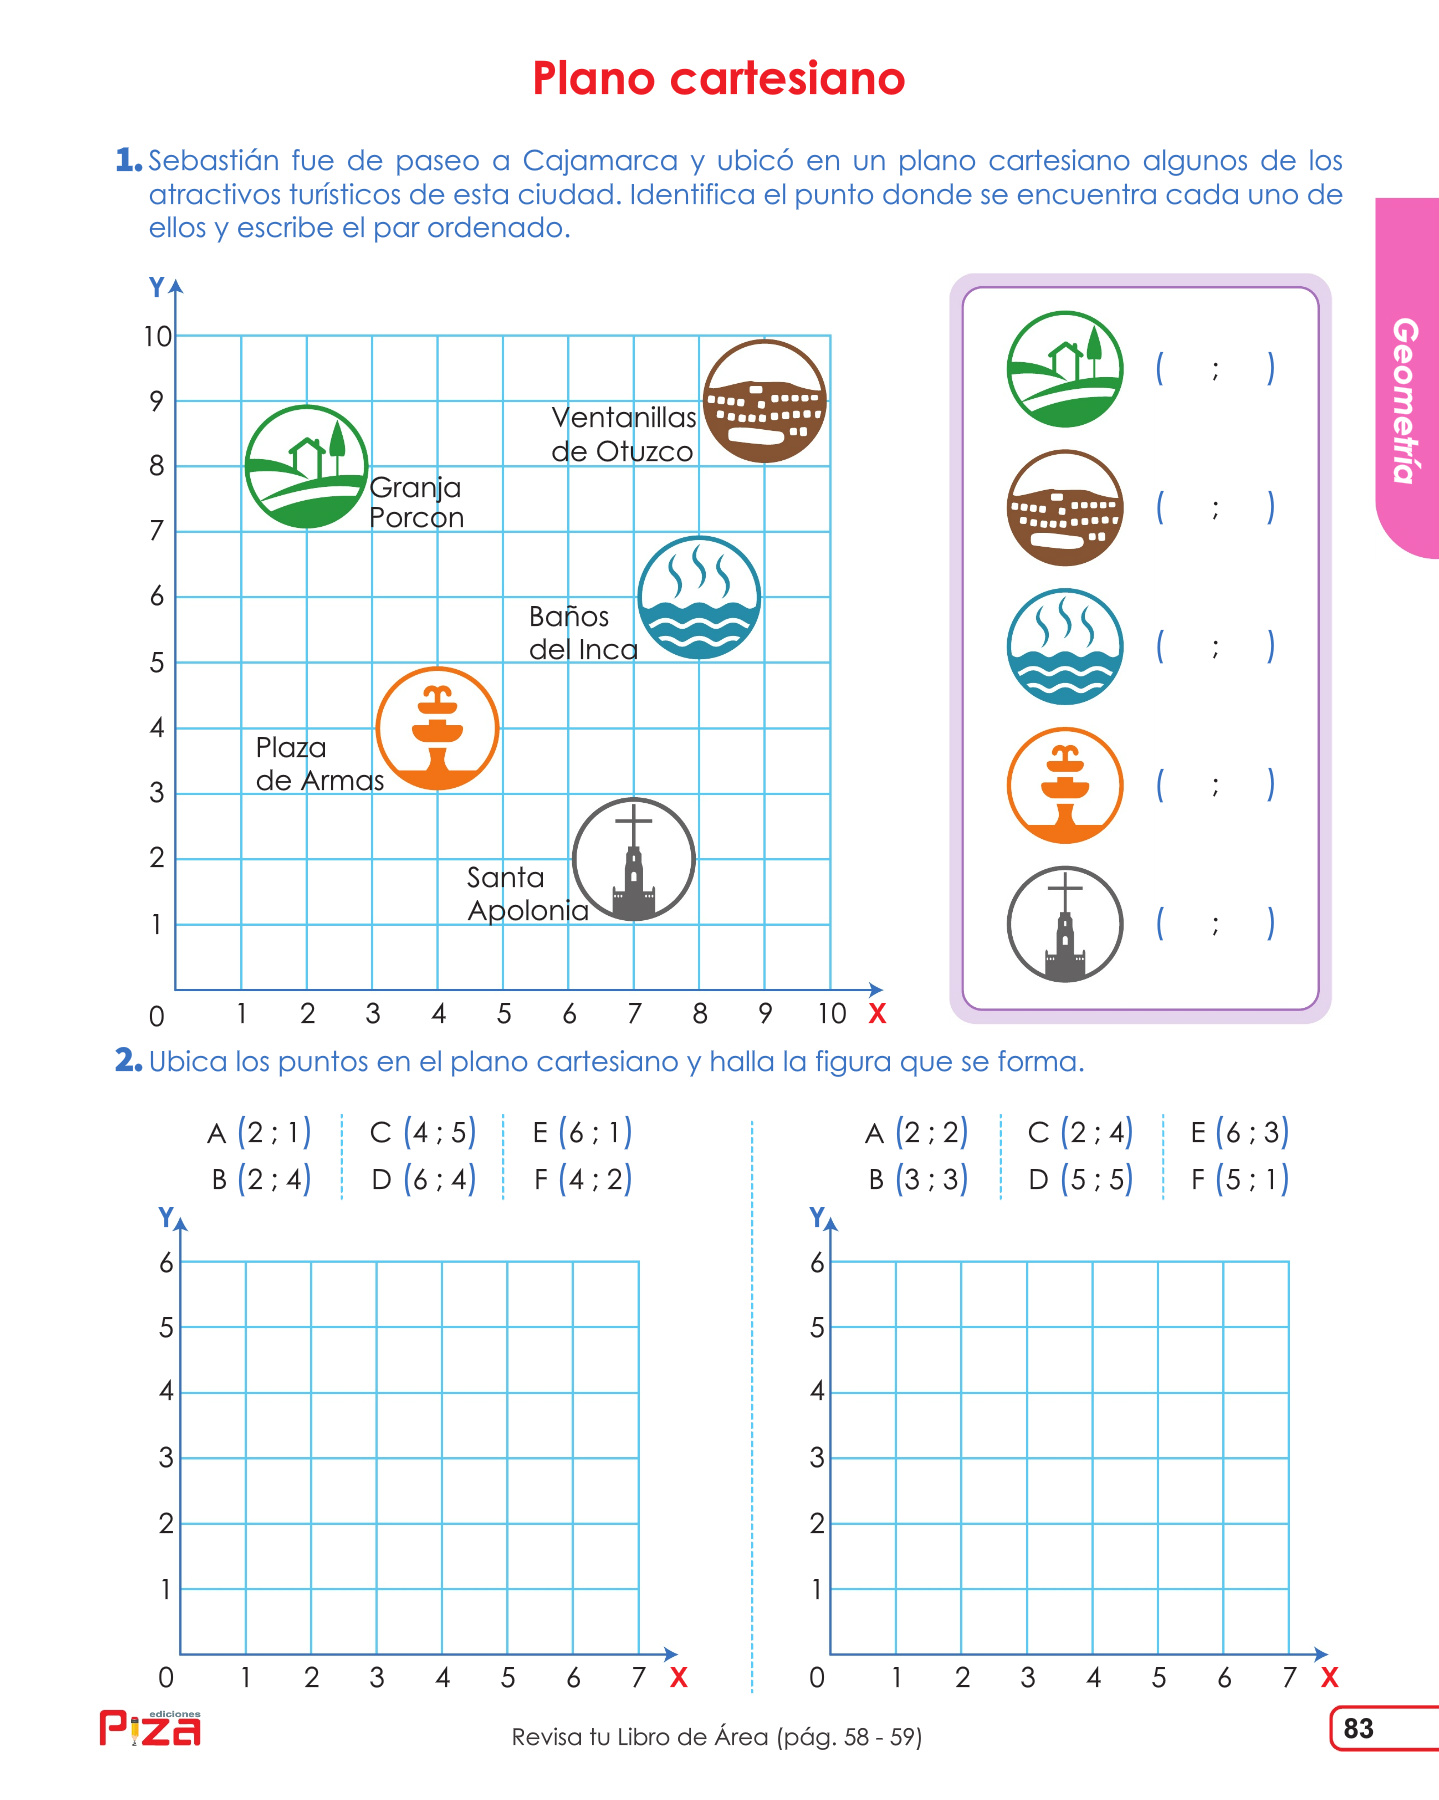 Plano cartesiano
1. Sebastián fue de paseo a Cajamarca y ubicó en un plano cartesiano algunos de los
atractivos turísticos de esta ciudad. Identifica el punto donde se encuentra cada uno de
ellos y escribe el par ordenado.
Geometría
Y
10
9
8
7
6
5
4
3
2
1
0 1 2 3 4 5 6 7 8 9 10 X
Ventanillas
de Otuzco
Granja
Porcon
Baños
del Inca
Plaza
de Armas
Santa
Apolonia
( ; )
( ; )
( ; )
( ; )
( ; )
2. Ubica los puntos en el plano cartesiano y halla la figura que se forma.
A (2 ; 1) C (4 ; 5) E (6 ; 1)
B (2 ; 4) D (6 ; 4) F (4 ; 2)
Y
6
5
4
3
2
1
0 1 2 3 4 5 6 7 X
A (2 ; 2) C (2 ; 4) E (6 ; 3)
B (3 ; 3) D (5 ; 5) F (5 ; 1)
Y
6
5
4
3
2
1
0 1 2 3 4 5 6 7 X
ediciones
Piza
Revisa tu Libro de Área (pág. 58 - 59)
83